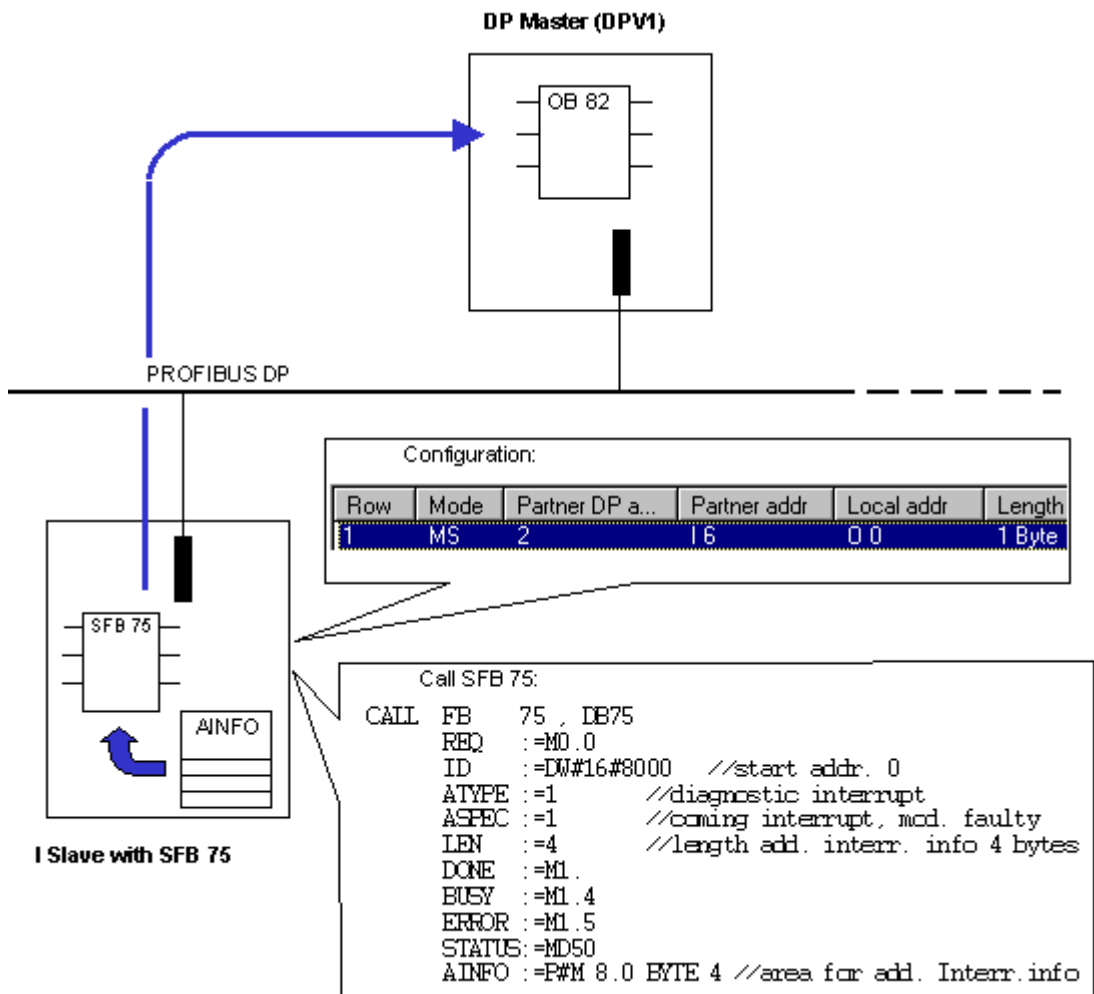 DP Master (DPV1)
OB 82
PROFIBUS DP
Configuration:
Row Mode Partner DP a... Partner addr Local addr Length
1 MS 2 I 6 O 0 1 Byte
SFB 75
AINFO
I Slave with SFB 75
Call SFB 75:
CALL FB 75 , DB75
REQ :=M0.0
ID :=DW#16#8000 //start addr. 0
ATYPE :=1 //diagnostic interrupt
ASPEC :=1 //coming interrupt, mod. faulty
LEN :=4 //length add. interr. info 4 bytes
DONE :=M1.
BUSY :=M1.4
ERROR :=M1.5
STATUS:=MD50
AINFO :=P#M 8.0 BYTE 4 //area for add. Interr.info